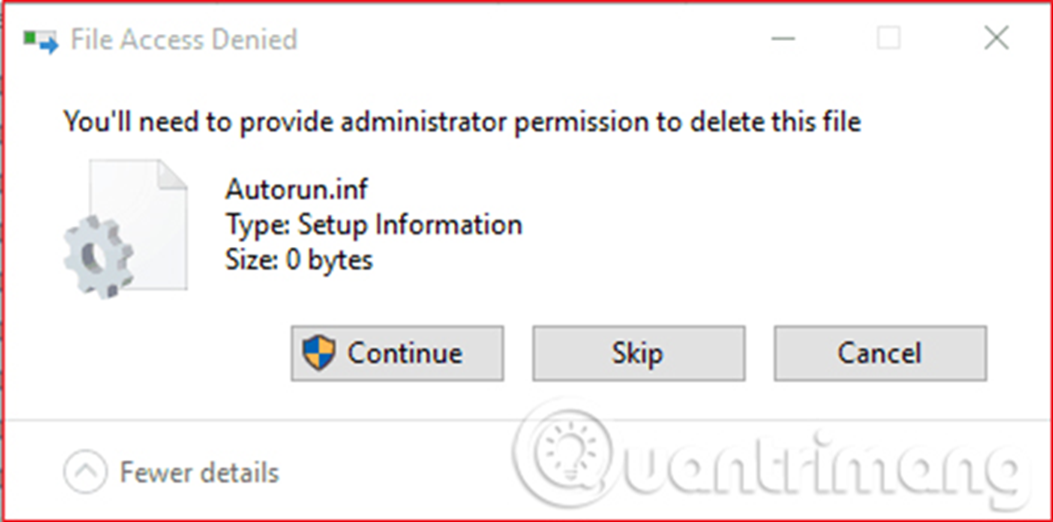 File Access Denied
You'll need to provide administrator permission to delete this file
Autorun.inf
Type: Setup Information
Size: 0 bytes
Continue
Skip
Cancel
Fewer details
Quantrimang